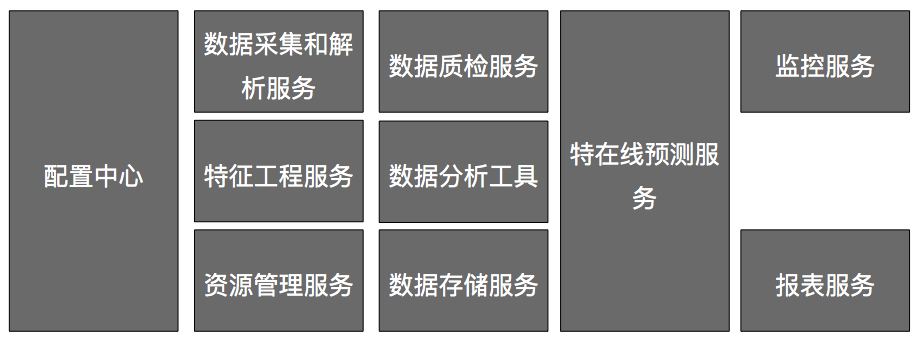 配置中心
数据采集和解
析服务
特征工程服务
资源管理服务
数据质检服务
数据分析工具
数据存储服务
特在线预测服
务
监控服务
报表服务